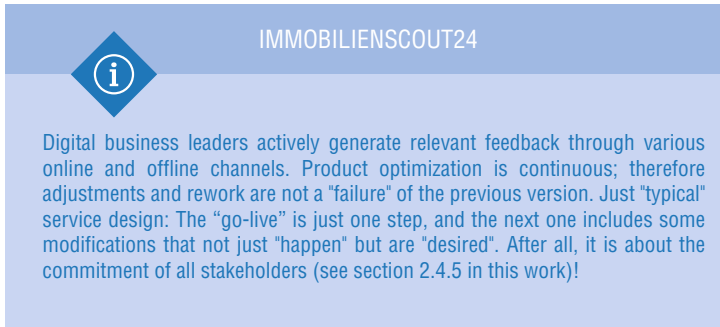 IMMOBILIENSCOUT24
i
Digital business leaders actively generate relevant feedback through various
online and offline channels. Product optimization is continuous; therefore
adjustments and rework are not a "failure" of the previous version. Just "typical"
service design: The “go-live” is just one step, and the next one includes some
modifications that not just "happen" but are "desired". After all, it is about the
commitment of all stakeholders (see section 2.4.5 in this work)!